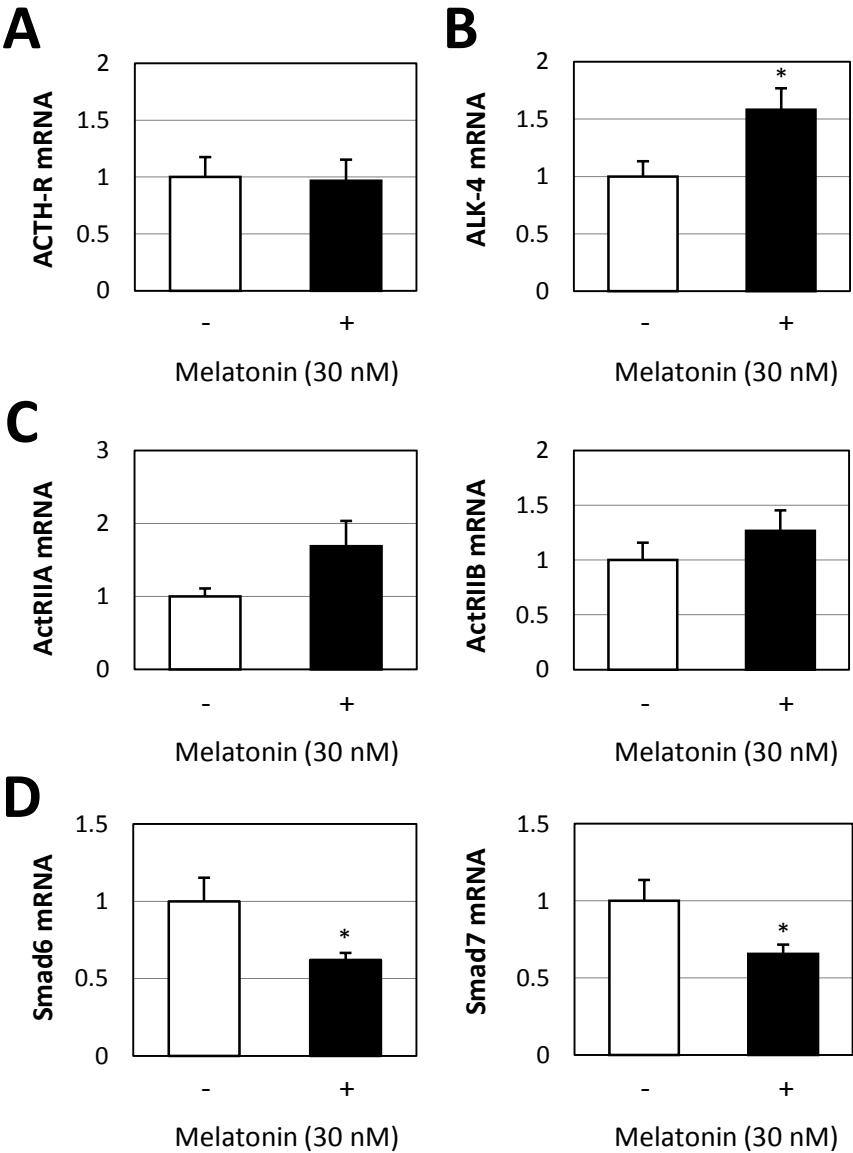 A
ACTH-R mRNA
2
1.5
1
0.5
0
- +
Melatonin (30 nM)
B
ALK-4 mRNA
2
1.5
1
0.5
0
*
- +
Melatonin (30 nM)
C
ActRIIA mRNA
3
2
1
0
- +
Melatonin (30 nM)
ActRIIB mRNA
2
1.5
1
0.5
0
- +
Melatonin (30 nM)
D
Smad6 mRNA
1.5
1
0.5
0
*
- +
Melatonin (30 nM)
Smad7 mRNA
1.5
1
0.5
0
*
- +
Melatonin (30 nM)